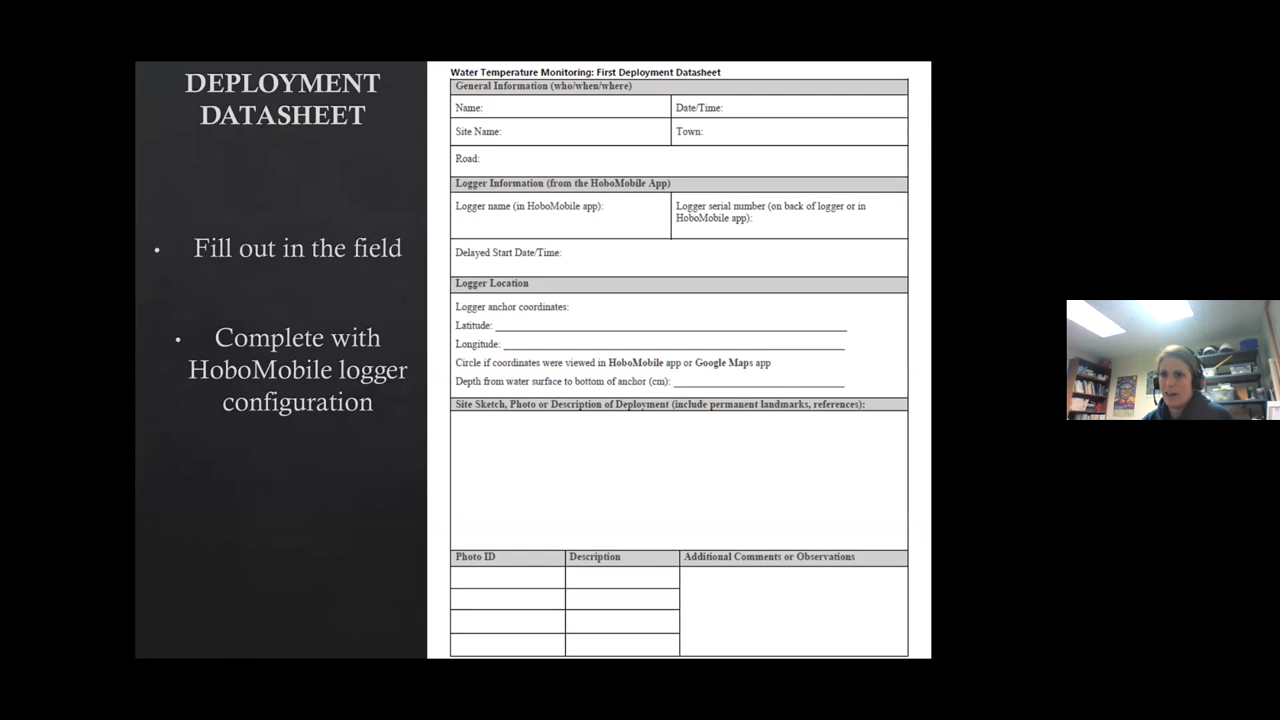 DEPLOYMENT
DATASHEET
• Fill out in the field
• Complete with
HoboMobile logger
configuration
Water Temperature Monitoring: First Deployment Datasheet
General Information (who/when/where)
Name:
Date/Time:
Site Name:
Town:
Road:
Logger Information (from the HoboMobile App)
Logger name (in HoboMobile app):
Logger serial number (on back of logger or in
HoboMobile app):
Delayed Start Date/Time:
Logger Location
Logger anchor coordinates:
Latitude:
Longitude:
Circle if coordinates were viewed in HoboMobile app or Google Maps app
Depth from water surface to bottom of anchor (cm):
Site Sketch, Photo or Description of Deployment (include permanent landmarks, references):
Photo ID
Description
Additional Comments or Observations